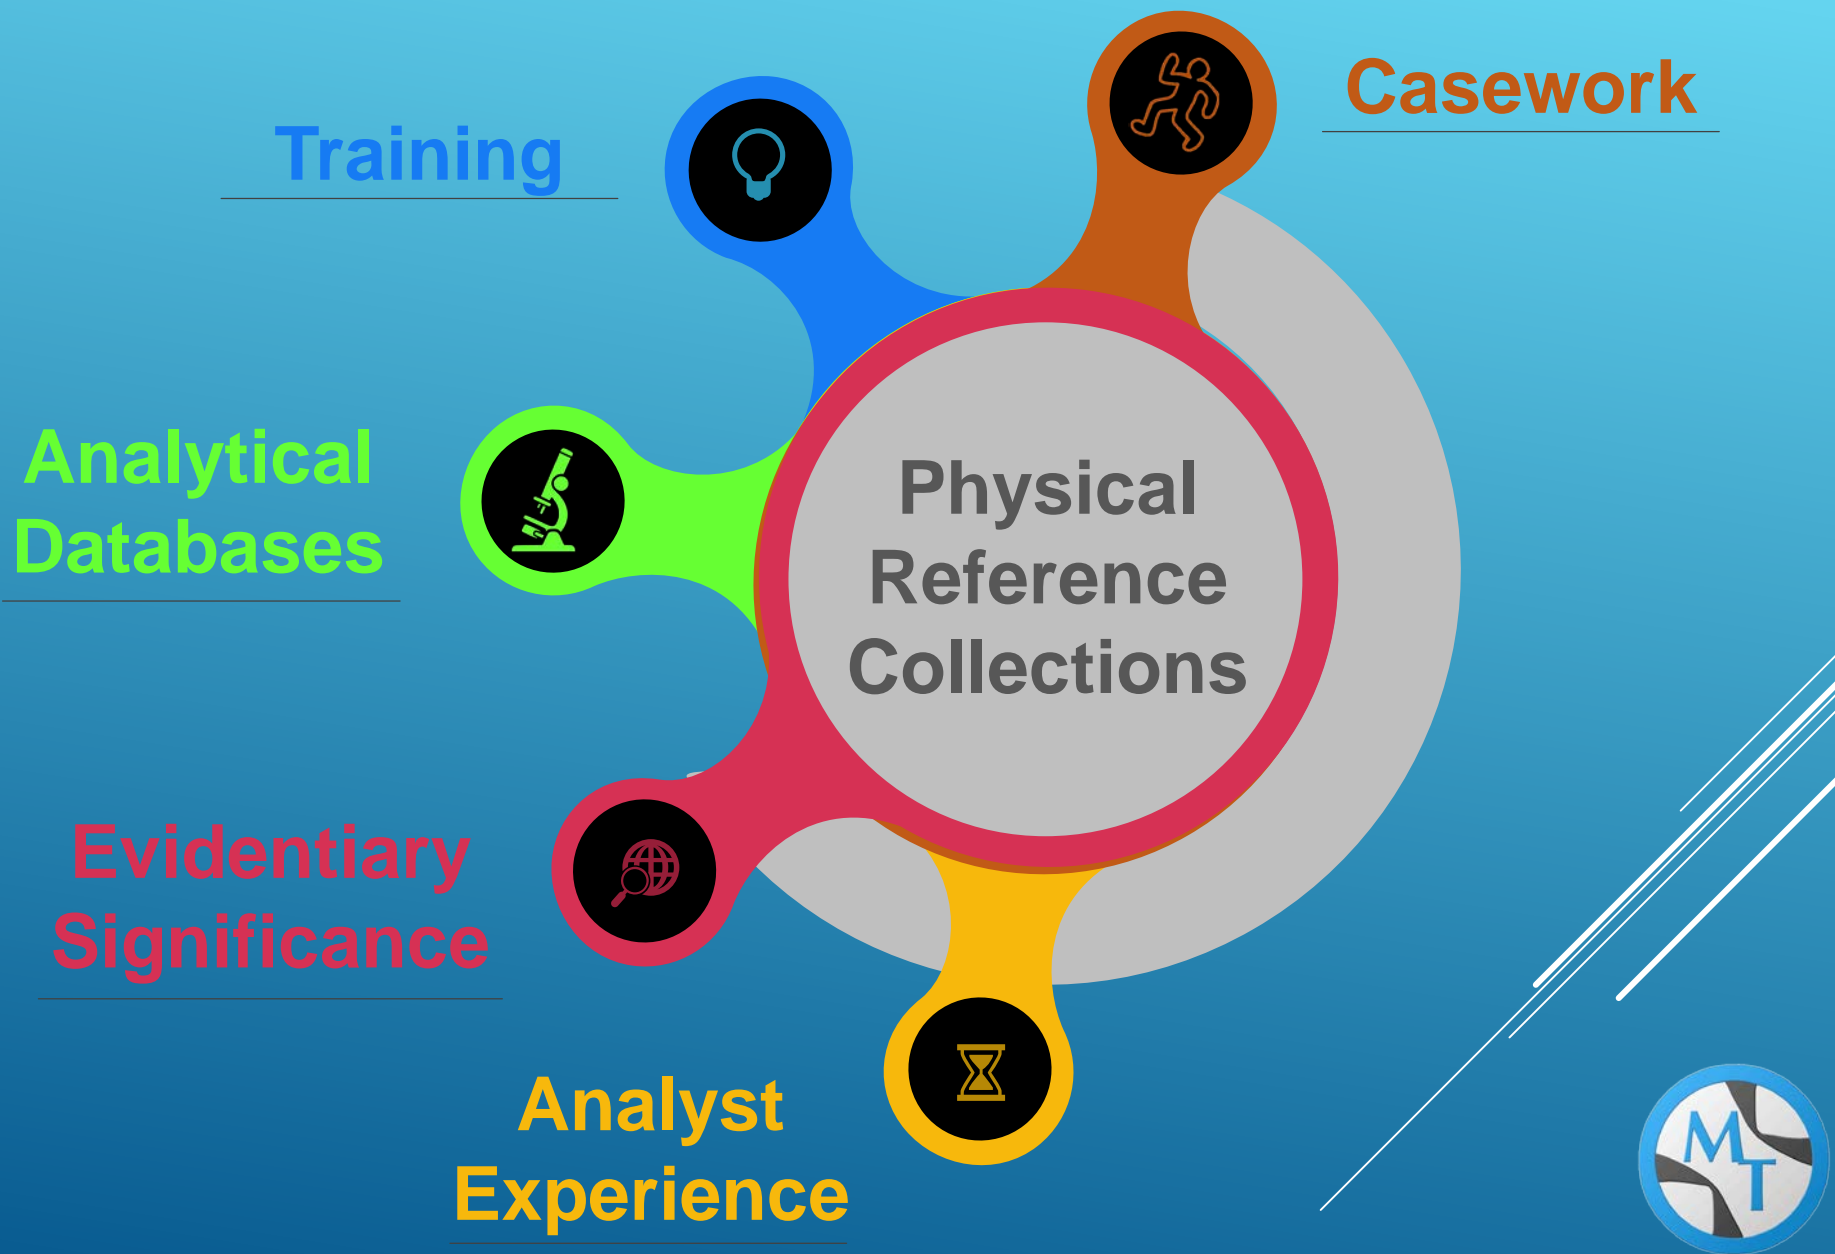 Casework
Training
Analytical
Databases
Physical
Reference
Collections
Evidentiary
Significance
Analyst
Experience
MT